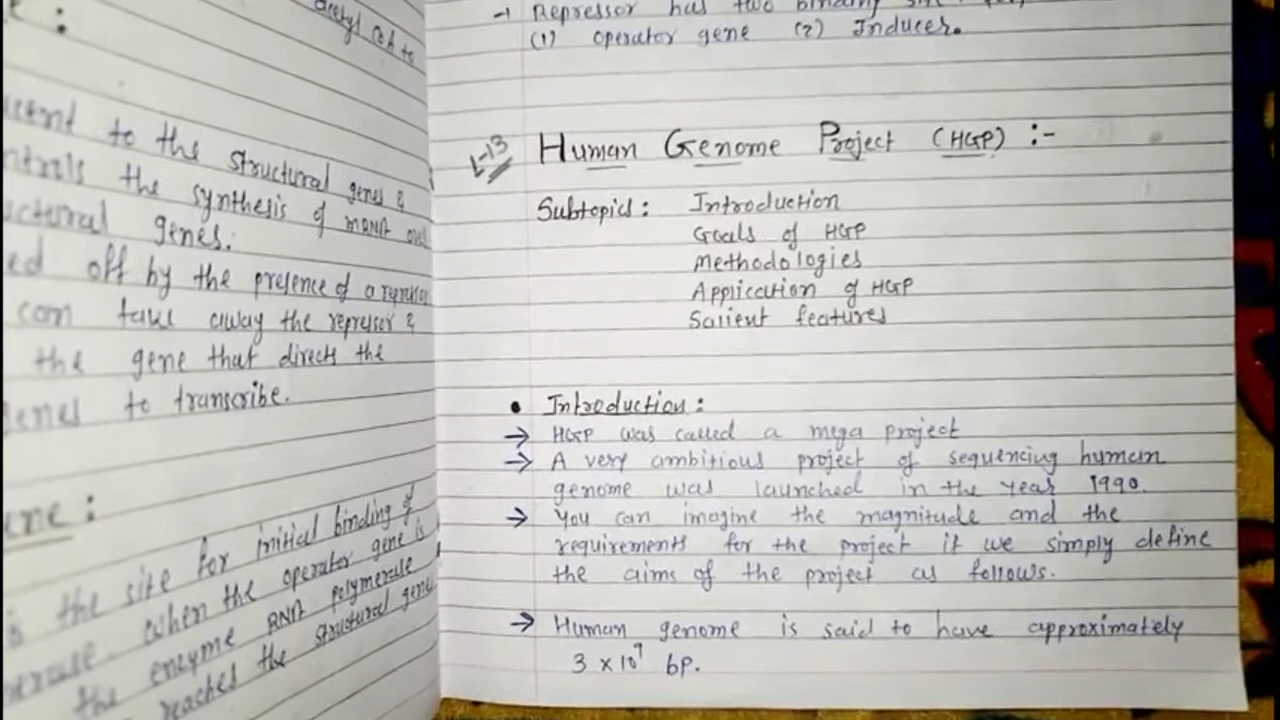 acetyl CoA to
to the structural genes &
the synthesis of mRNA
genes.
off by the presence of a
can take away the repressor &
the gene that directs the
to transcribe.
the site for initial binding of
when the operator gene is
the enzyme RNA polymerase
reaches the structural gene
→ Repressor has two binding
(1) operator gene (2) Inducer.
L-13 Human Genome Project (HGP) :-
Subtopics : Introduction
Goals of HGP
Methodologies
Application of HGP
Salient features
• Introduction :
→ HGP was called a mega project
→ A very ambitious project of sequencing human
genome was launched in the year 1990.
→ You can imagine the magnitude and the
requirements for the project if we simply define
the aims of the project as follows.
→ Human genome is said to have approximately
3 × 10⁹ bp.